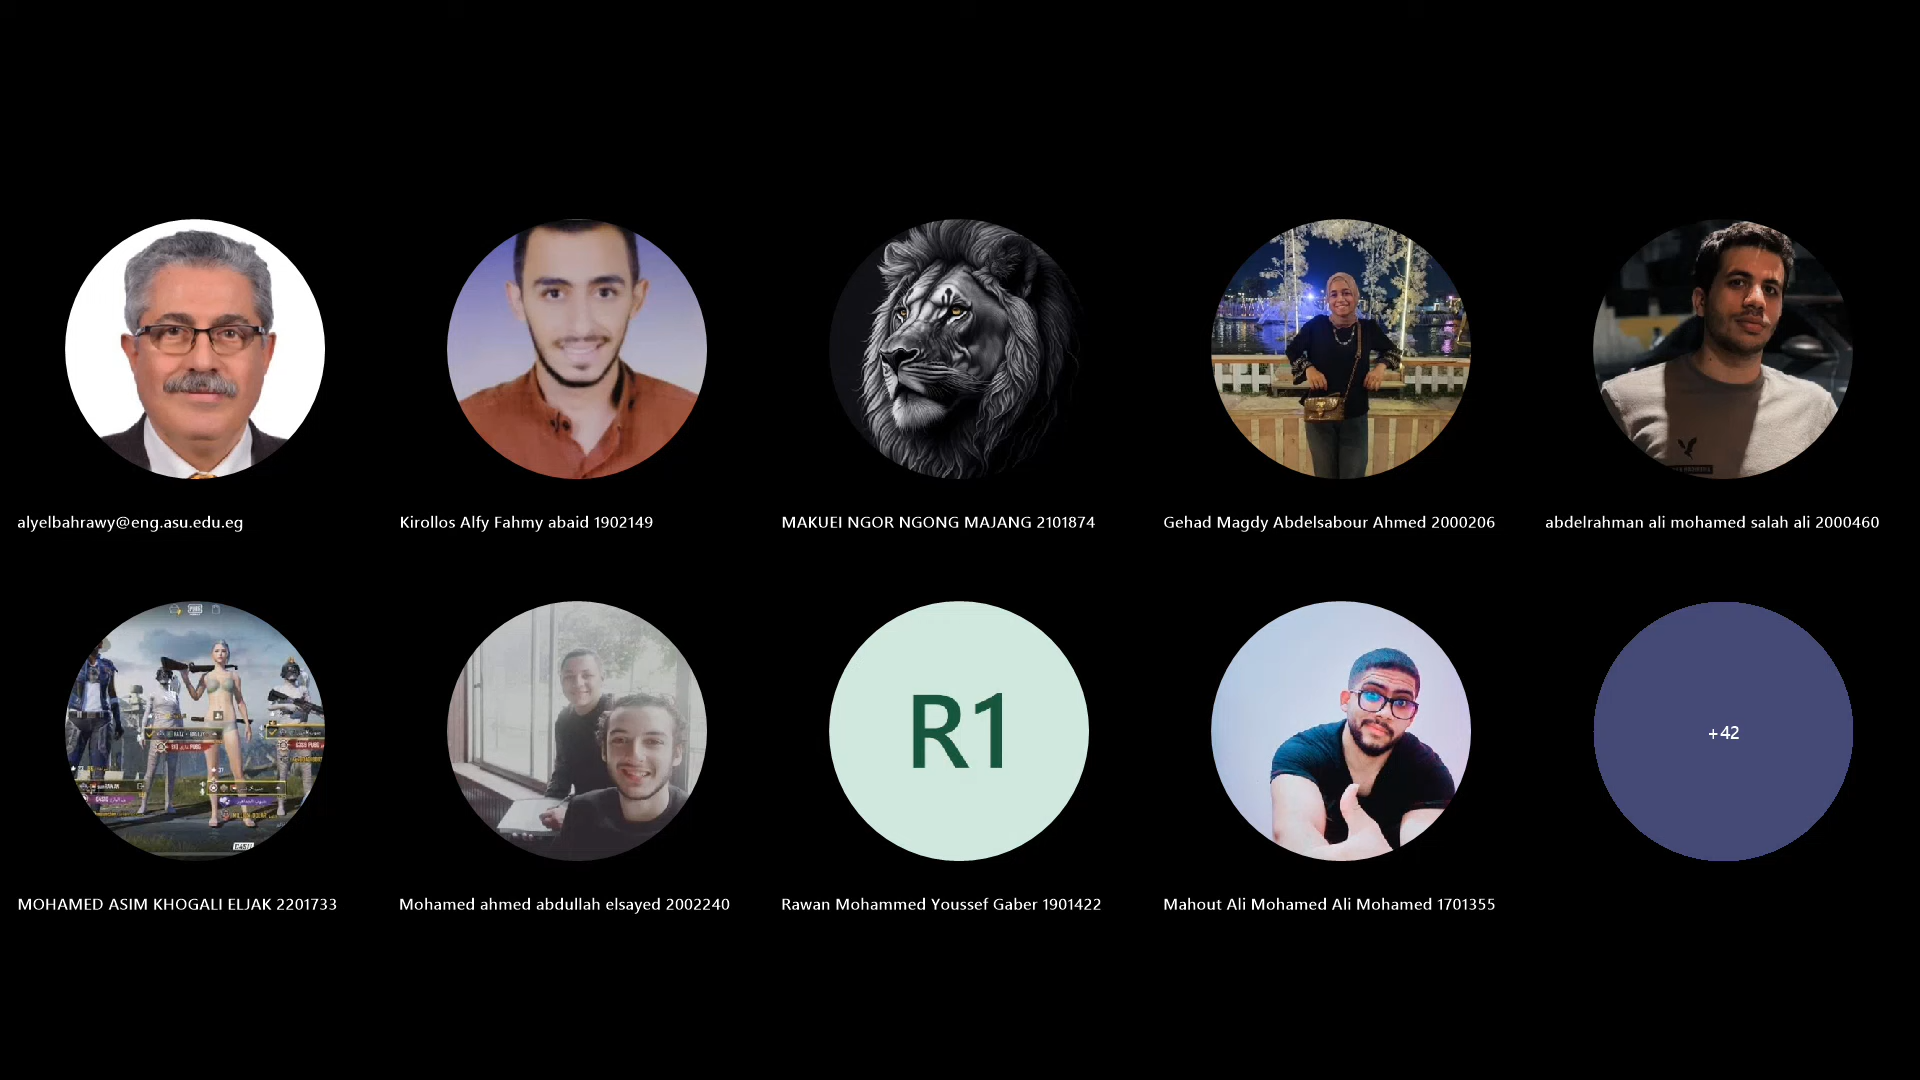 alyelbahrawy@eng.asu.edu.eg
Kirollos Alfy Fahmy abaid 1902149
MAKUEI NGOR NGONG MAJANG 2101874
Gehad Magdy Abdelsabour Ahmed 2000206
abdelrahman ali mohamed salah ali 2000460
R1
+42
MOHAMED ASIM KHOGALI ELJAK 2201733
Mohamed ahmed abdullah elsayed 2002240
Rawan Mohammed Youssef Gaber 1901422
Mahout Ali Mohamed Ali Mohamed 1701355